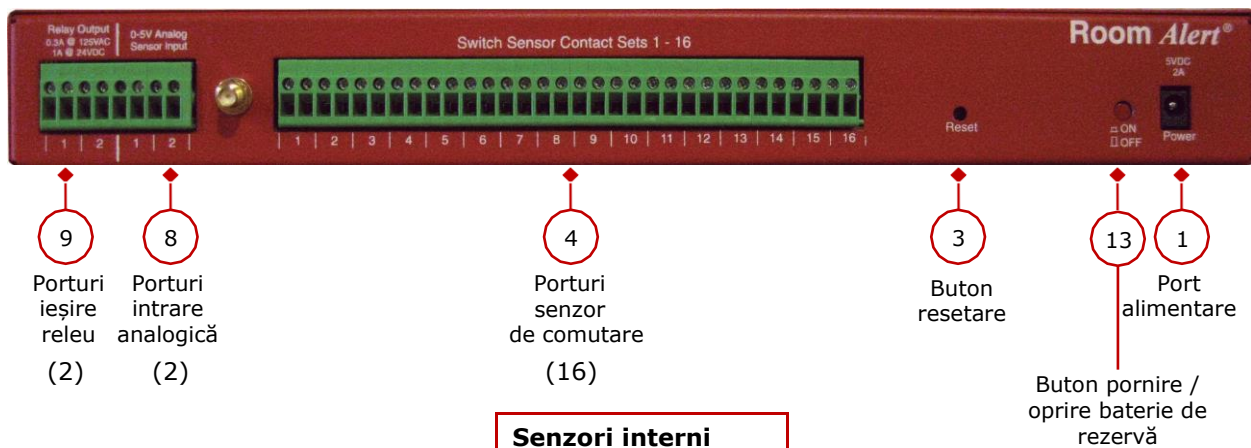 Relay Output
0.3A @ 125VAC
1A @ 24VDC
0-5V Analog
Sensor Input
Switch Sensor Contact Sets 1 - 16
Room Alert®
5VDC
2A
Reset
ON
OFF
Power
1 2 1 2
1 2 3 4 5 6 7 8 9 10 11 12 13 14 15 16
9
Porturi
ieșire
releu
(2)
8
Porturi
intrare
analogică
(2)
4
Porturi
senzor
de comutare
(16)
3
Buton
resetare
13
Buton pornire /
oprire baterie de
rezervă
1
Port
alimentare
Senzori interni